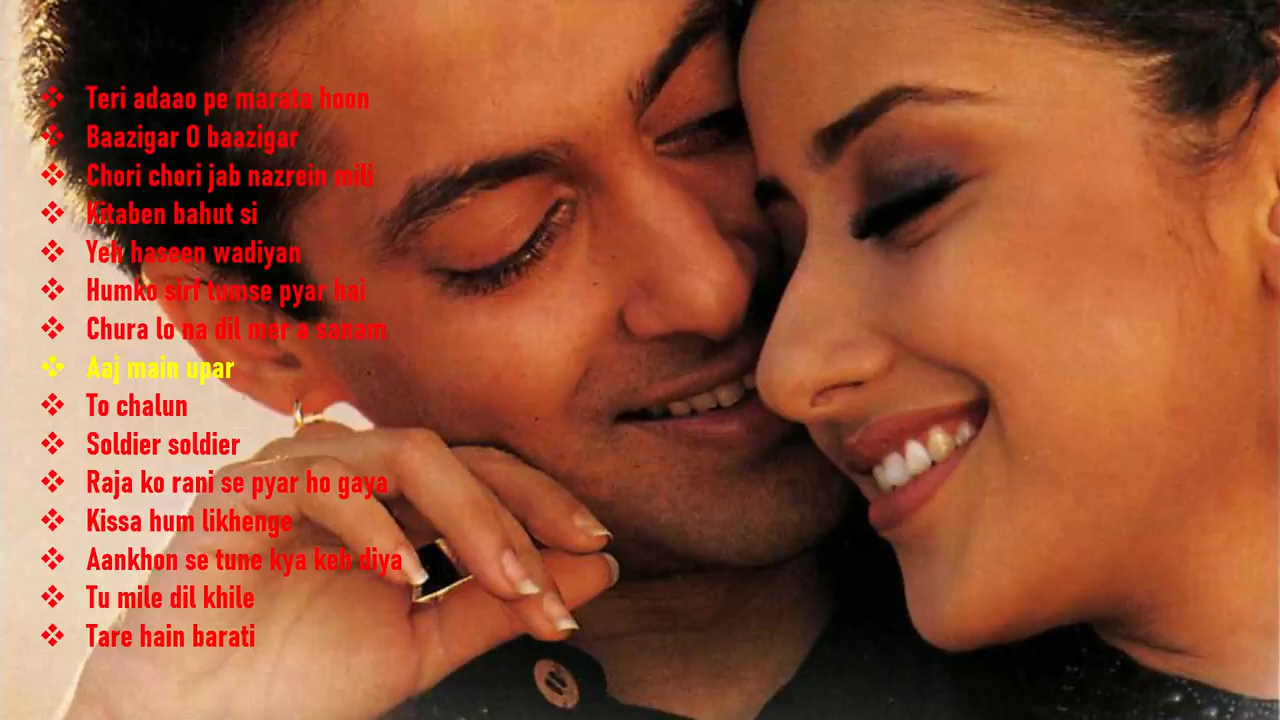 Teri adaao pe marata hoon
Baazigar O baazigar
Chori chori jab nazrein mili
Kitaben bahut si
Yeh haseen wadiyan
Humko sirf tumse pyar hai
Chura lo na dil mer a sanam
Aaj main upar
To chalun
Soldier soldier
Raja ko rani se pyar ho gaya
Kissa hum likhenge
Aankhon se tune kya keh diya
Tu mile dil khile
Tare hain barati